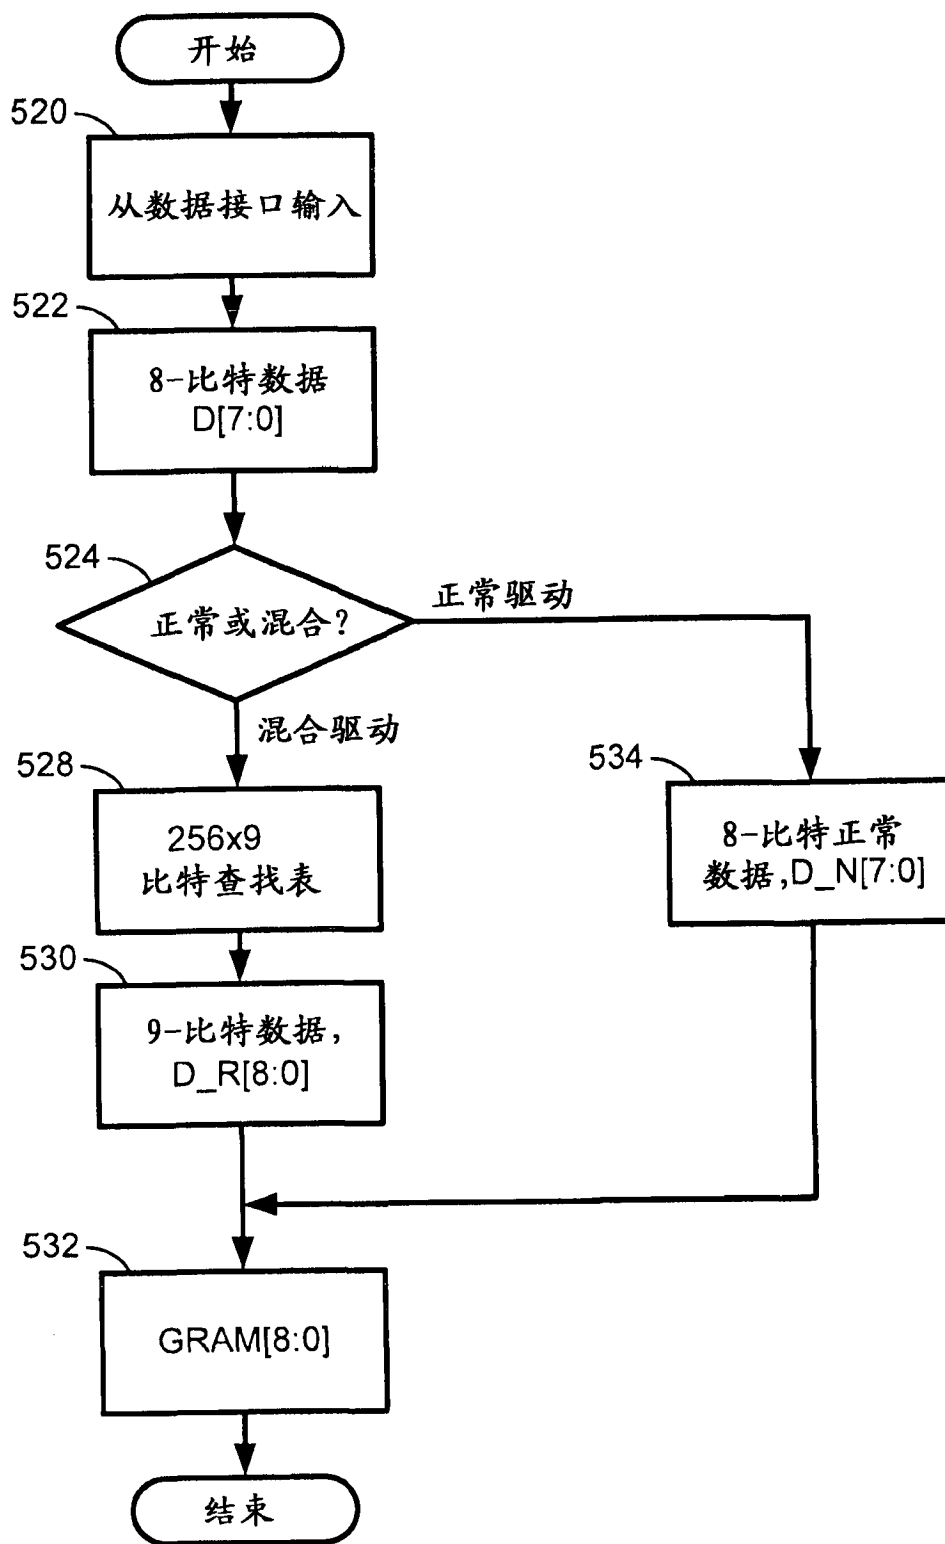 开始
520
从数据接口输入
522
8-比特数据
D[7:0]
524
正常或混合?
正常驱动
混合驱动
528
256x9
比特查找表
534
8-比特正常
数据,D_N[7:0]
530
9-比特数据,
D_R[8:0]
532
GRAM[8:0]
结束